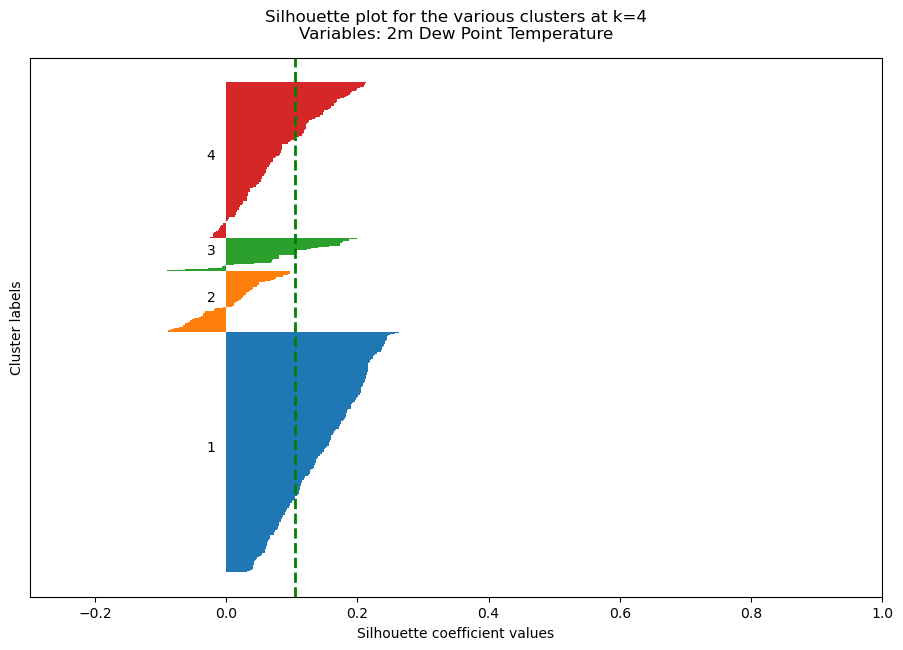 Silhouette plot for the various clusters at k=4
Variables: 2m Dew Point Temperature
4
3
2
1
Cluster labels
−0.2 0.0 0.2 0.4 0.6 0.8 1.0
Silhouette coefficient values